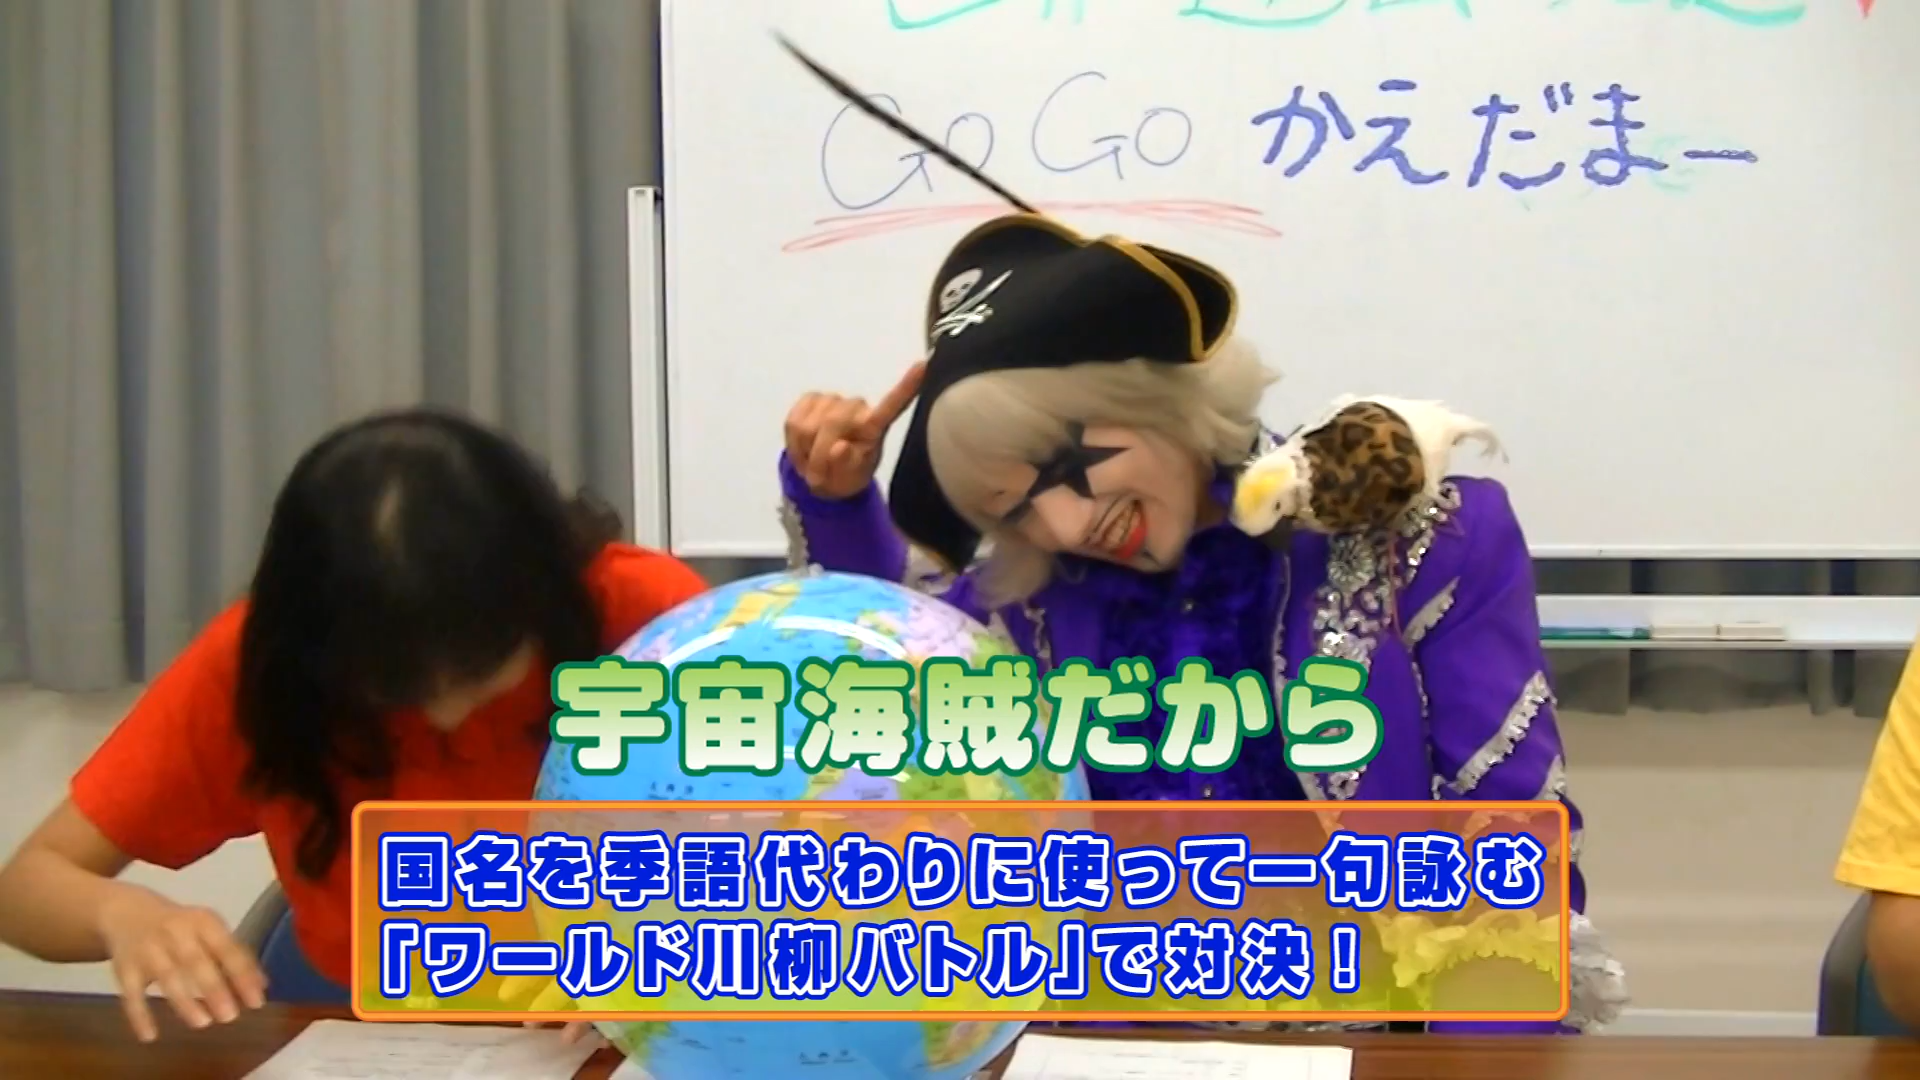 Go Go かえだまー
宇宙海賊だから
国名を季語代わりに使って一句詠む
「ワールド川柳バトル」で対決！